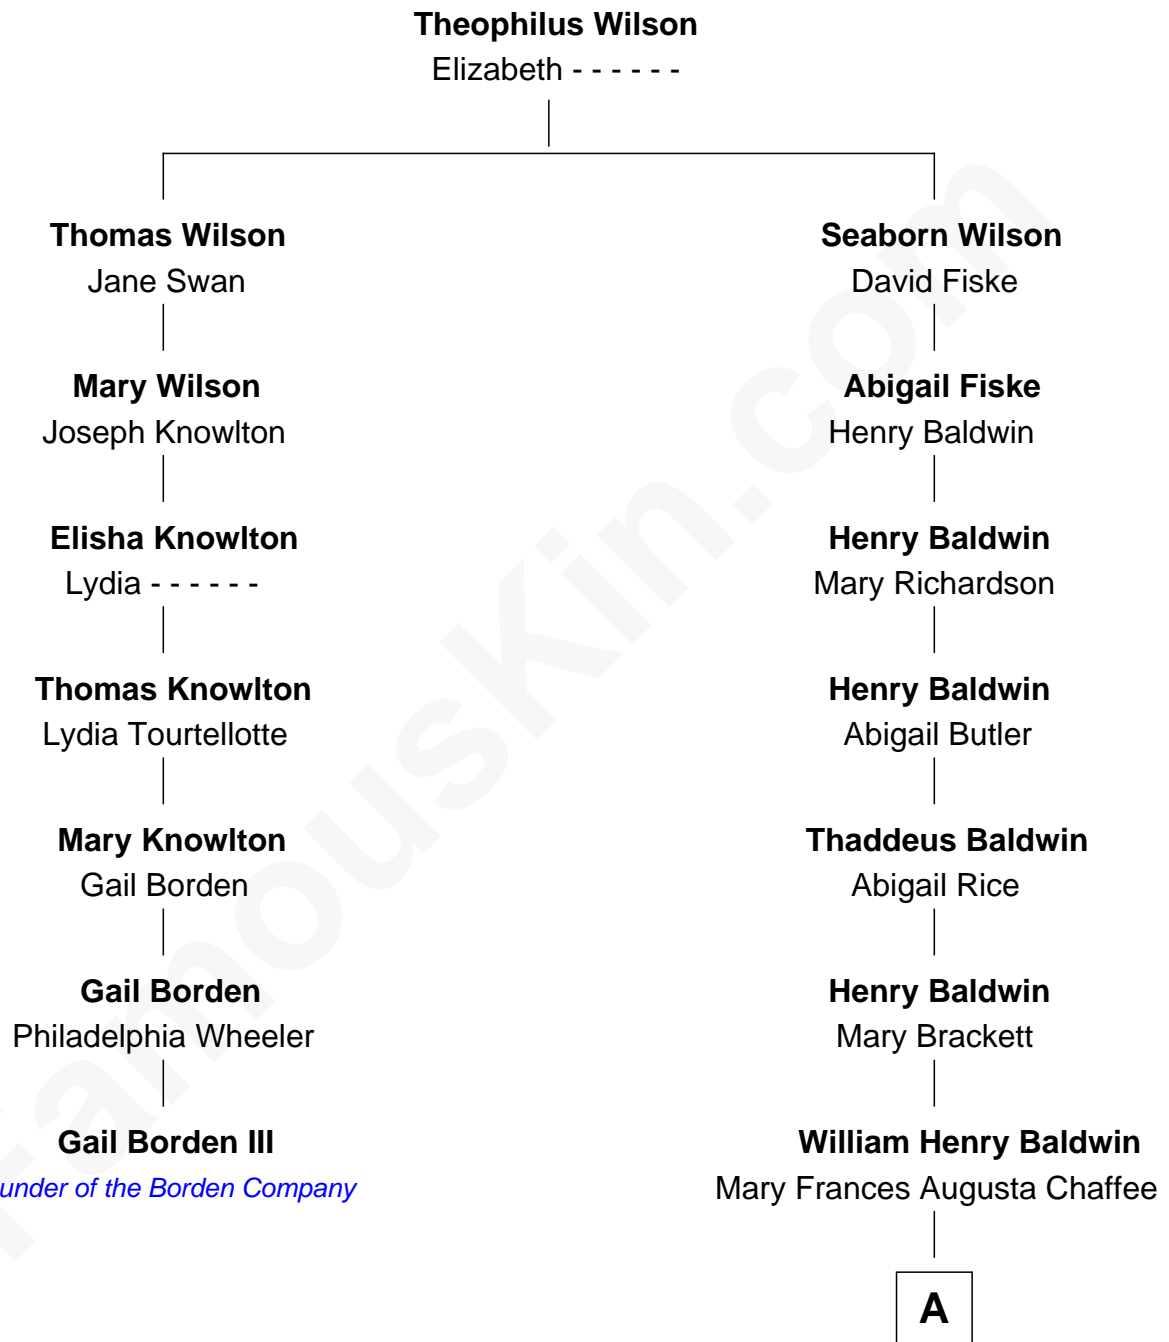 Theophilus Wilson
Elizabeth - - - - - -
Thomas Wilson
Jane Swan
Seaborn Wilson
David Fiske
Mary Wilson
Joseph Knowlton
Abigail Fiske
Henry Baldwin
Elisha Knowlton
Lydia - - - - - -
Henry Baldwin
Mary Richardson
Thomas Knowlton
Lydia Tourtellotte
Henry Baldwin
Abigail Butler
Mary Knowlton
Gail Borden
Thaddeus Baldwin
Abigail Rice
Gail Borden
Philadelphia Wheeler
Henry Baldwin
Mary Brackett
Gail Borden III
under of the Borden Company
William Henry Baldwin
Mary Frances Augusta Chaffee
A
FamousKin.com